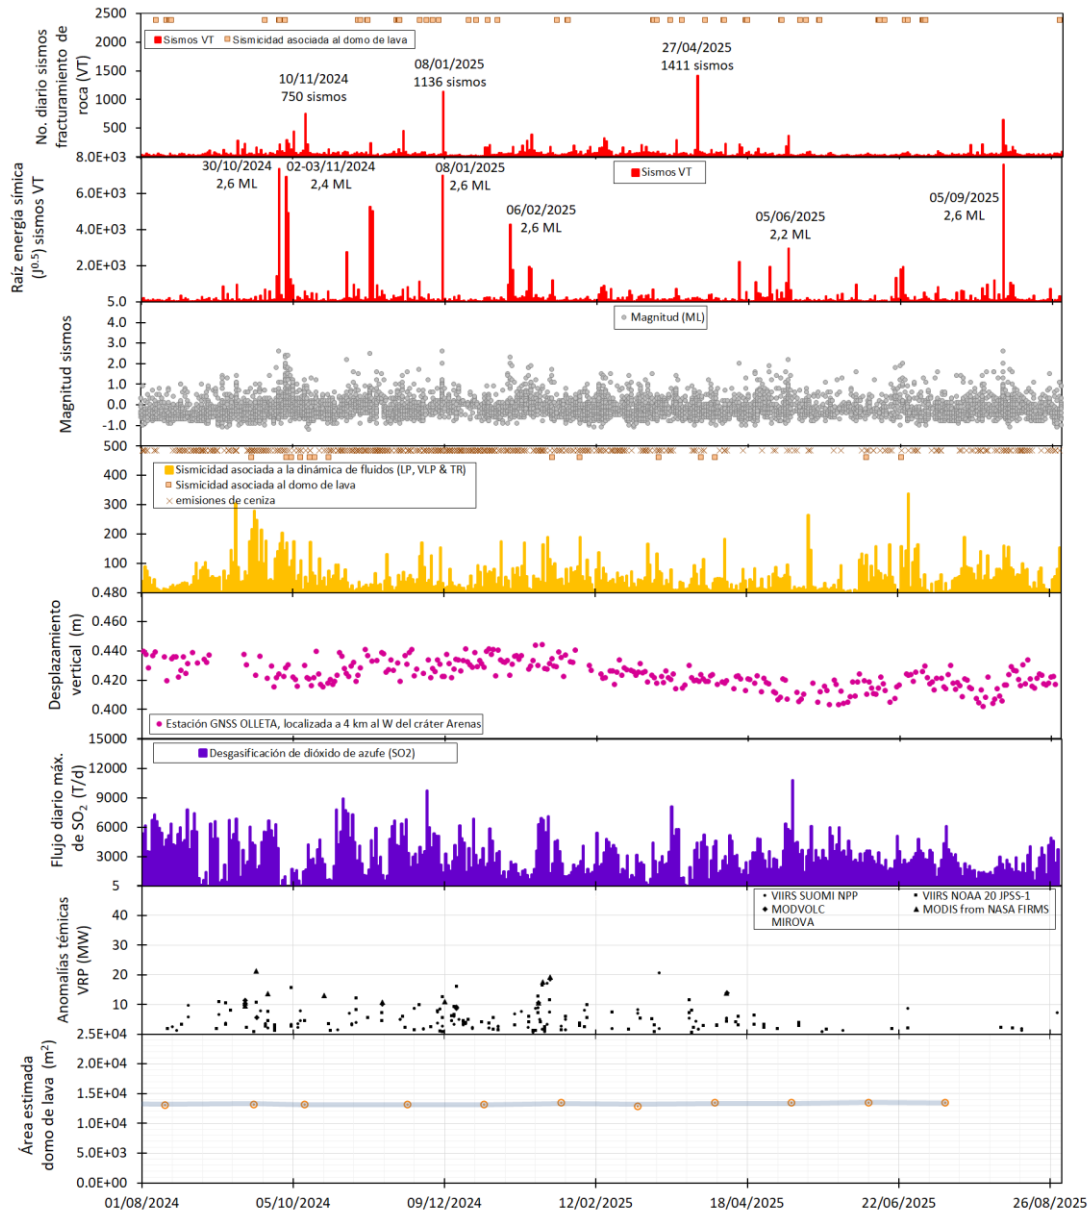 No. diario sismos
fracturamiento de
roca (VT)
2500
2000
1500
1000
500
8.0E+03
Sismos VT
Sismicidad asociada al domo de lava
10/11/2024
750 sismos
08/01/2025
1136 sismos
27/04/2025
1411 sismos
Raíz energía sísmica
(J0.5) sismos VT
6.0E+03
4.0E+03
2.0E+03
5.0
30/10/2024
2,6 ML
02-03/11/2024
2,4 ML
08/01/2025
2,6 ML
Sismos VT
06/02/2025
2,6 ML
05/06/2025
2,2 ML
05/09/2025
2,6 ML
Magnitud sismos
4.0
3.0
2.0
1.0
0.0
-1.0
500
Magnitud (ML)
400
300
200
100
0.480
Sismicidad asociada a la dinámica de fluidos (LP, VLP & TR)
Sismicidad asociada al domo de lava
emisiones de ceniza
Desplazamiento
vertical (m)
0.460
0.440
0.420
0.400
15000
Estación GNSS OLLETA, localizada a 4 km al W del cráter Arenas
Flujo diario máx.
de SO2 (T/d)
12000
9000
6000
3000
5
Desgasificación de dióxido de azufe (SO2)
Anomalías témicas
VRP (MW)
40
30
20
10
2.5E+04
VIIRS SUOMI NPP
VIIRS NOAA 20 JPSS-1
MODVOLC
MODIS from NASA FIRMS
MIROVA
Área estimada
domo de lava (m2)
2.0E+04
1.5E+04
1.0E+04
5.0E+03
0.0E+00
01/08/2024
05/10/2024
09/12/2024
12/02/2025
18/04/2025
22/06/2025
26/08/2025